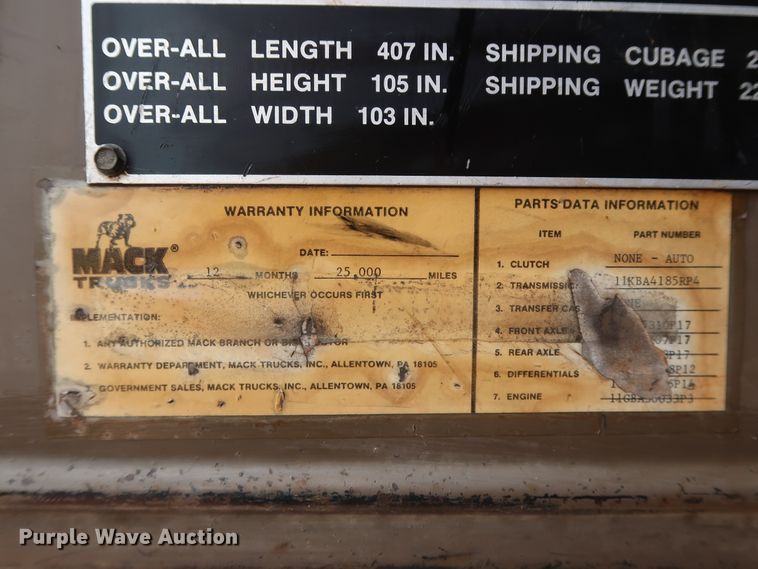 OVER-ALL LENGTH 407 IN. SHIPPING CUBAGE 2
OVER-ALL HEIGHT 105 IN. SHIPPING WEIGHT 22
OVER-ALL WIDTH 103 IN.
WARRANTY INFORMATION
MACK®
TRUCKS
DATE:
12 MONTHS 25,000 MILES
WHICHEVER OCCURS FIRST
IMPLEMENTATION:
1. ANY AUTHORIZED MACK BRANCH OR
2. WARRANTY DEPARTMENT, MACK TRUCKS, INC., ALLENTOWN, PA 18105
GOVERNMENT SALES, MACK TRUCKS, INC., ALLENTOWN, PA 18105
PARTS DATA INFORMATION
ITEM PART NUMBER
1. CLUTCH NONE - AUTO
2. TRANSMISSION 11KBA4185RP4
3. TRANSFER
4. FRONT AXLE
5. REAR AXLE
6. DIFFERENTIALS
7. ENGINE
Purple Wave Auction